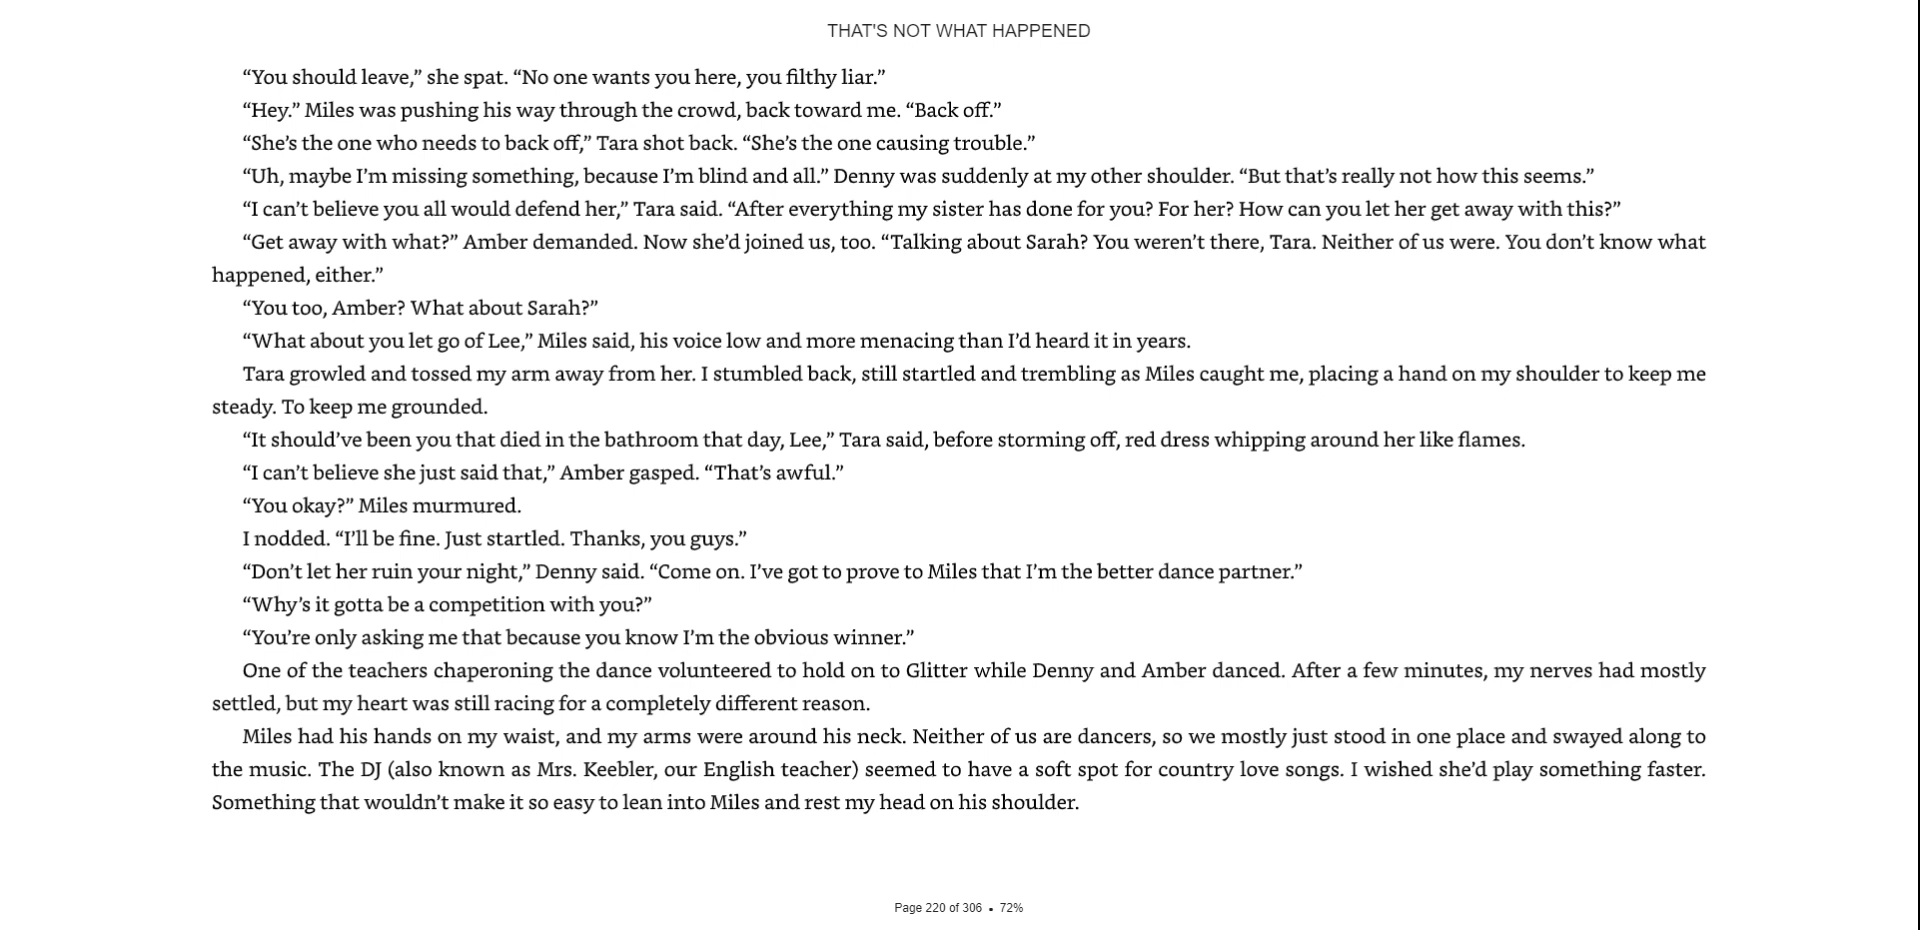 THAT'S NOT WHAT HAPPENED
“You should leave,” she spat. “No one wants you here, you filthy liar.”
“Hey.” Miles was pushing his way through the crowd, back toward me. “Back off.”
“She’s the one who needs to back off,” Tara shot back. “She’s the one causing trouble.”
“Uh, maybe I’m missing something, because I’m blind and all.” Denny was suddenly at my other shoulder. “But that’s really not how this seems.”
“I can’t believe you all would defend her,” Tara said. “After everything my sister has done for you? For her? How can you let her get away with this?”
“Get away with what?” Amber demanded. Now she’d joined us, too. “Talking about Sarah? You weren’t there, Tara. Neither of us were. You don’t know what
happened, either.”
“You too, Amber? What about Sarah?”
“What about you let go of Lee,” Miles said, his voice low and more menacing than I’d heard it in years.
Tara growled and tossed my arm away from her. I stumbled back, still startled and trembling as Miles caught me, placing a hand on my shoulder to keep me
steady. To keep me grounded.
“It should’ve been you that died in the bathroom that day, Lee,” Tara said, before storming off, red dress whipping around her like flames.
“I can’t believe she just said that,” Amber gasped. “That’s awful.”
“You okay?” Miles murmured.
I nodded. “I’ll be fine. Just startled. Thanks, you guys.”
“Don’t let her ruin your night,” Denny said. “Come on. I’ve got to prove to Miles that I’m the better dance partner.”
“Why’s it gotta be a competition with you?”
“You’re only asking me that because you know I’m the obvious winner.”
One of the teachers chaperoning the dance volunteered to hold on to Glitter while Denny and Amber danced. After a few minutes, my nerves had mostly
settled, but my heart was still racing for a completely different reason.
Miles had his hands on my waist, and my arms were around his neck. Neither of us are dancers, so we mostly just stood in one place and swayed along to
the music. The DJ (also known as Mrs. Keebler, our English teacher) seemed to have a soft spot for country love songs. I wished she’d play something faster.
Something that wouldn’t make it so easy to lean into Miles and rest my head on his shoulder.
Page 220 of 306 • 72%